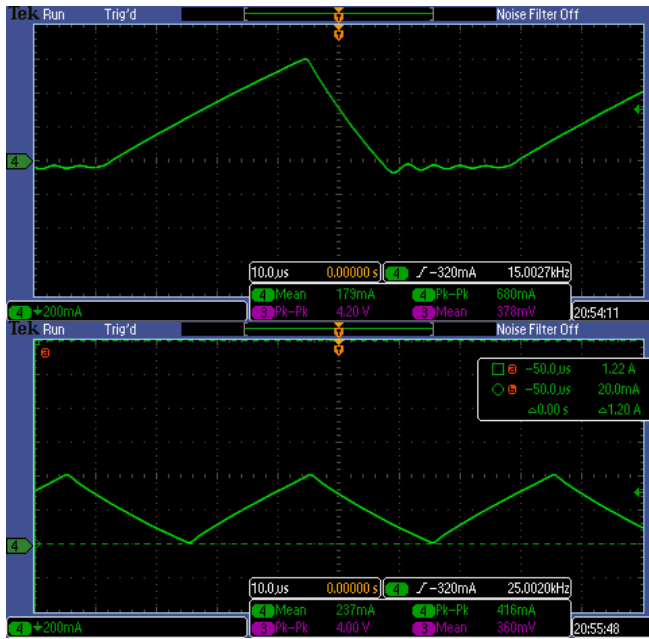 Tek Run Trig'd Noise Filter Off
4
10.0µs 0.00000 s 4 -320mA 15.0027kHz
4 Mean 179mA 4 Pk-Pk 680mA
3 Pk-Pk 4.20 V 3 Mean 378mV
4 200mA 20:54:11
Tek Run Trig'd Noise Filter Off
a
a -50.0µs 1.22 A
b -50.0µs 20.0mA
△0.00 s △1.20 A
4
10.0µs 0.00000 s 4 -320mA 25.0020kHz
4 Mean 237mA 4 Pk-Pk 416mA
3 Pk-Pk 4.00 V 3 Mean 360mV
4 200mA 20:55:48